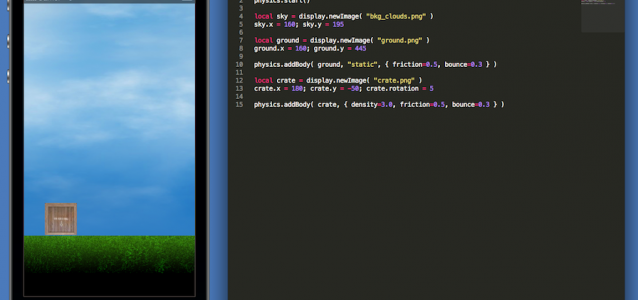 2 physics.start()
3
4 local sky = display.newImage( "bkg_clouds.png" )
5 sky.x = 160; sky.y = 195
6
7 local ground = display.newImage( "ground.png" )
8 ground.x = 160; ground.y = 445
9
10 physics.addBody( ground, "static", { friction=0.5, bounce=0.3 } )
11
12 local crate = display.newImage( "crate.png" )
13 crate.x = 180; crate.y = -50; crate.rotation = 5
14
15 physics.addBody( crate, { density=3.0, friction=0.5, bounce=0.3 } )